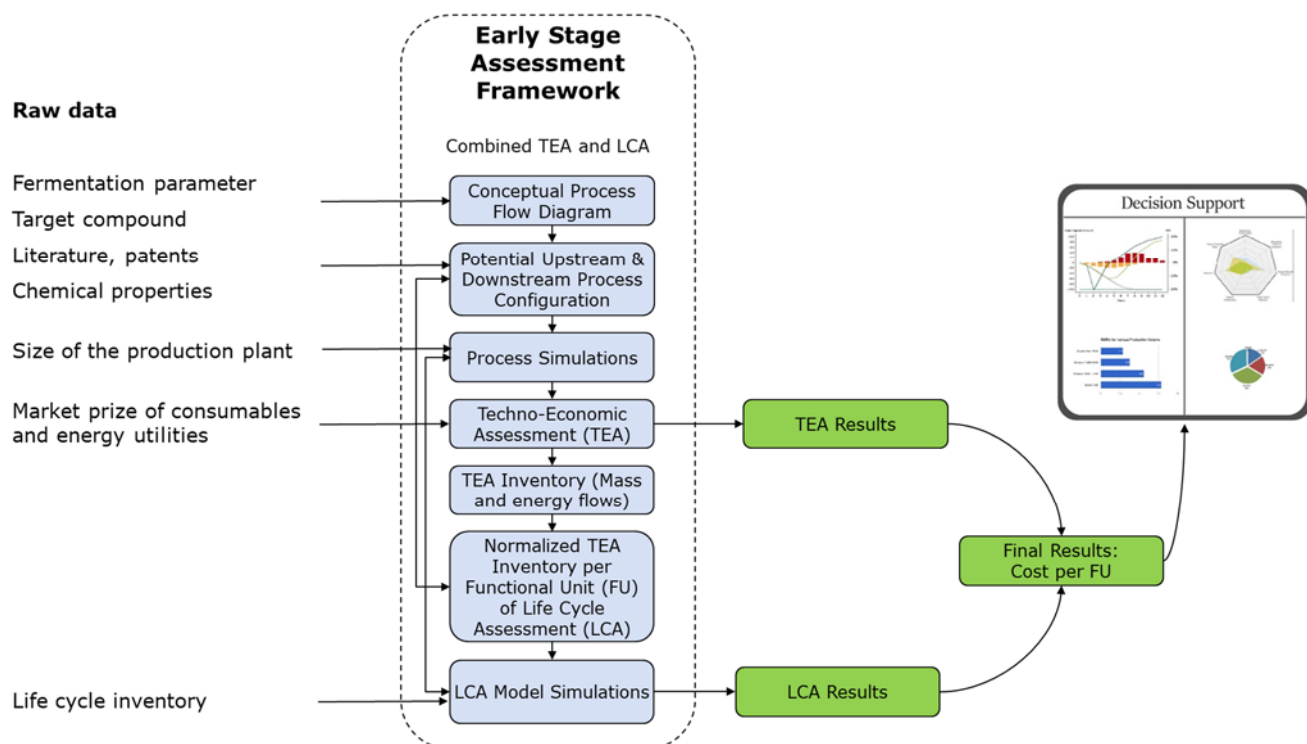 Early Stage
Assessment
Framework
Raw data
Combined TEA and LCA
Fermentation parameter
Target compound
Literature, patents
Chemical properties
Size of the production plant
Market prize of consumables
and energy utilities
Life cycle inventory
Conceptual Process
Flow Diagram
Potential Upstream &
Downstream Process
Configuration
Process Simulations
Techno-Economic
Assessment (TEA)
TEA Inventory (Mass
and energy flows)
Normalized TEA
Inventory per
Functional Unit (FU)
of Life Cycle
Assessment (LCA)
LCA Model Simulations
TEA Results
LCA Results
Final Results:
Cost per FU
Decision Support